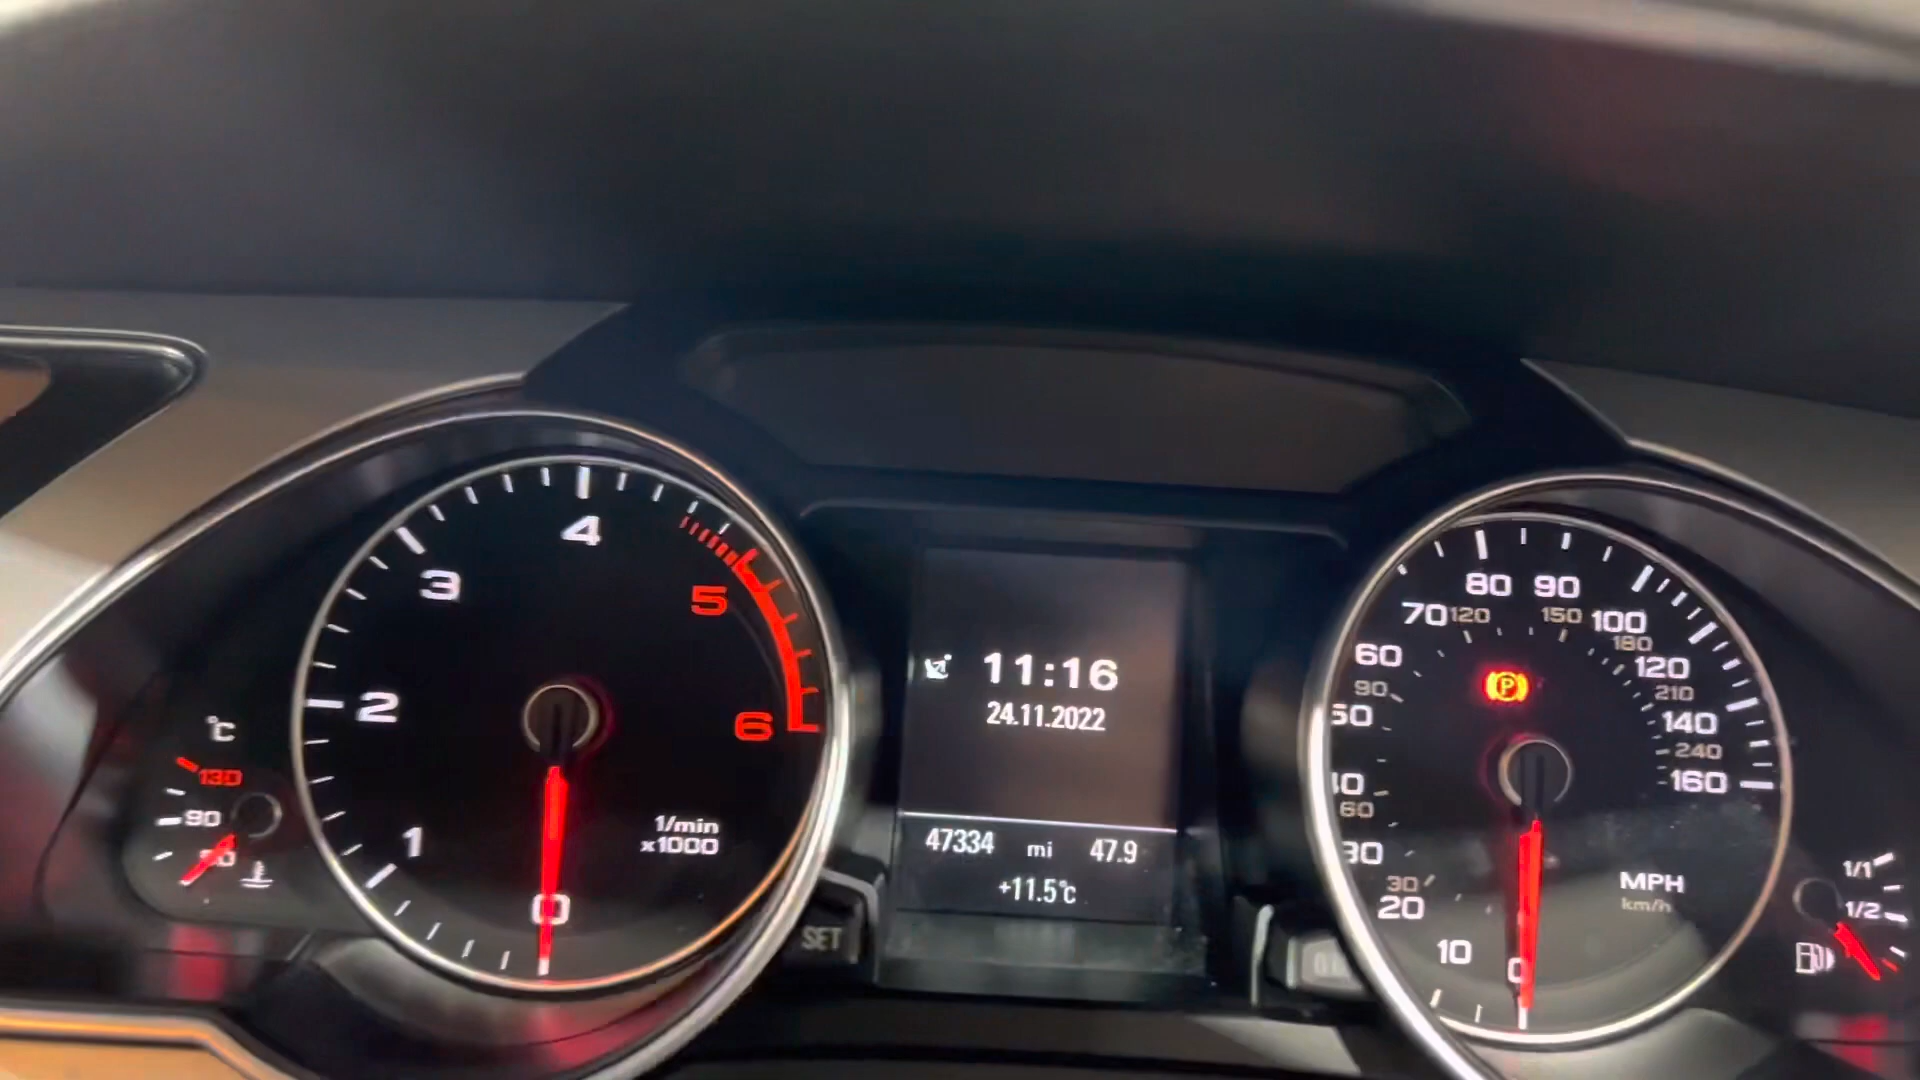 4
3
5
2
6
1
0
1/min
x1000
°C
130
90
11:16
24.11.2022
47334 mi 47.9
+11.5°C
SET
80 90
70 120 150 100
60 180
120
90 210
50 140
240
40 160
60
30
30
20
10
0
MPH
km/h
P
1/1
1/2